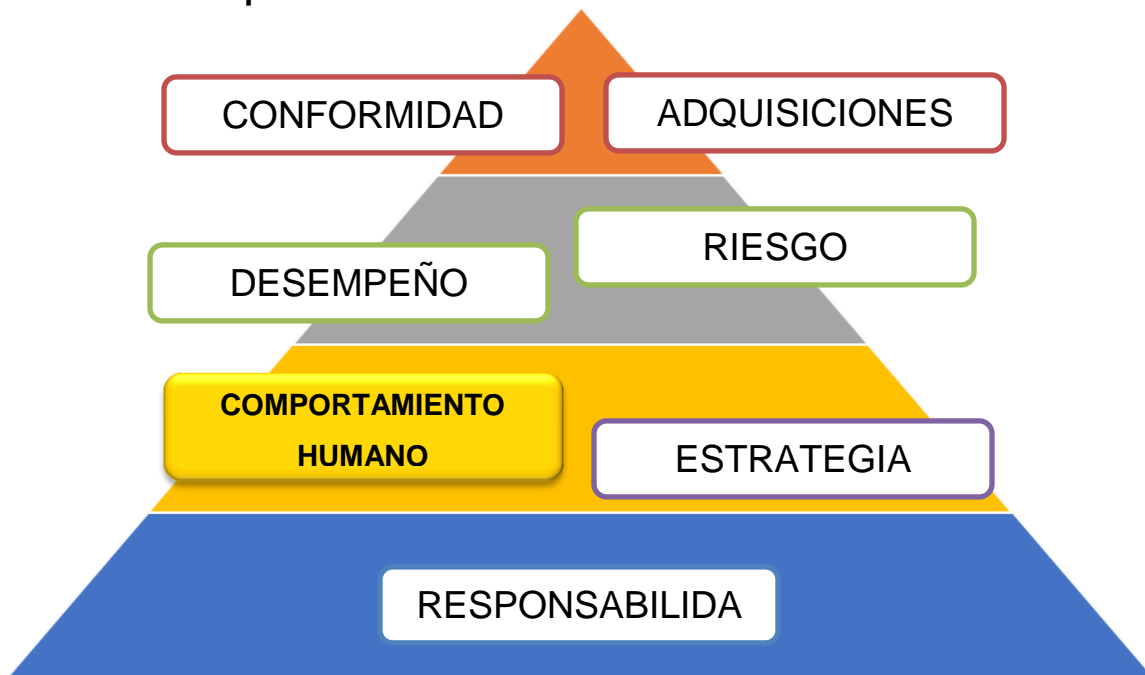 CONFORMIDAD
ADQUISICIONES
RIESGO
DESEMPEÑO
COMPORTAMIENTO
HUMANO
ESTRATEGIA
RESPONSABILIDA